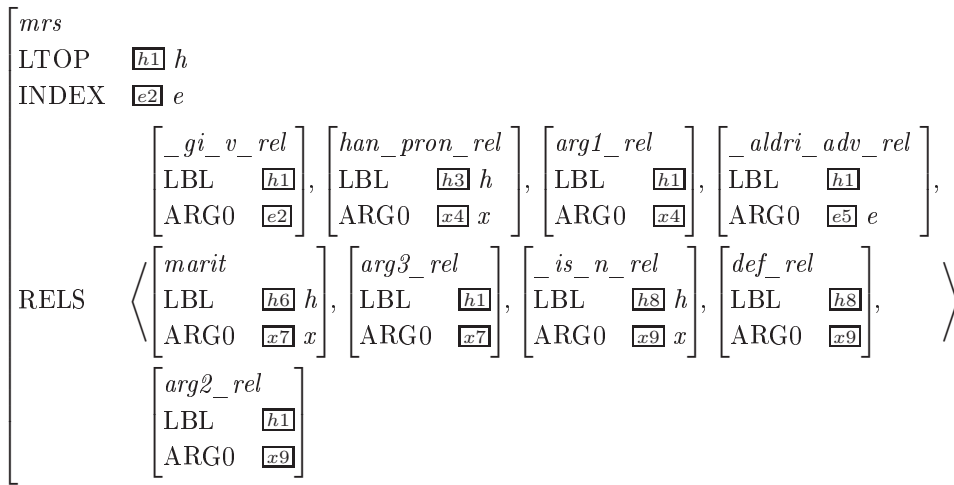 mrs
LTOP h1 h
INDEX e2 e
_gi_v_rel han_pron_rel arg1_rel _aldri_adv_rel
LBL h1 , LBL h3 h , LBL h1 , LBL h1 ,
ARG0 e2 ARG0 x4 x ARG0 x4 ARG0 e5 e
marit arg3_rel _is_n_rel def_rel
RELS ⟨ LBL h6 h , LBL h1 , LBL h8 h , LBL h8 , ⟩
ARG0 x7 x ARG0 x7 ARG0 x9 x ARG0 x9
arg2_rel
LBL h1
ARG0 x9